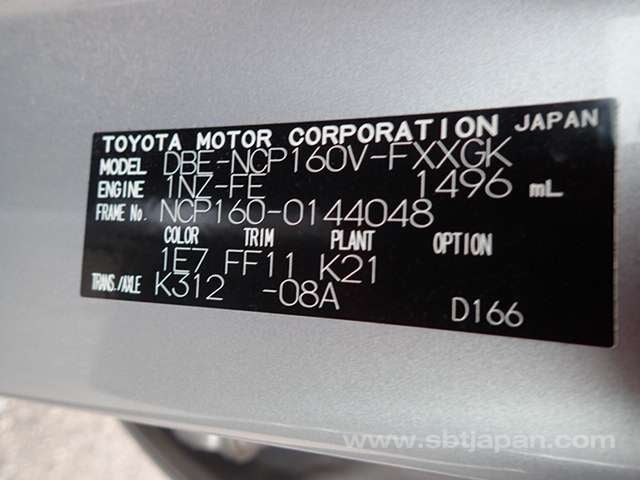 TOYOTA MOTOR CORPORATION JAPAN
MODEL DBE-NCP160V-FXXGK
ENGINE 1NZ-FE 1496 mL
FRAME No. NCP160-0144048
COLOR TRIM PLANT OPTION
1E7 FF11 K21
TRANS./AXLE K312 -08A
D166
www.sbtjapan.com